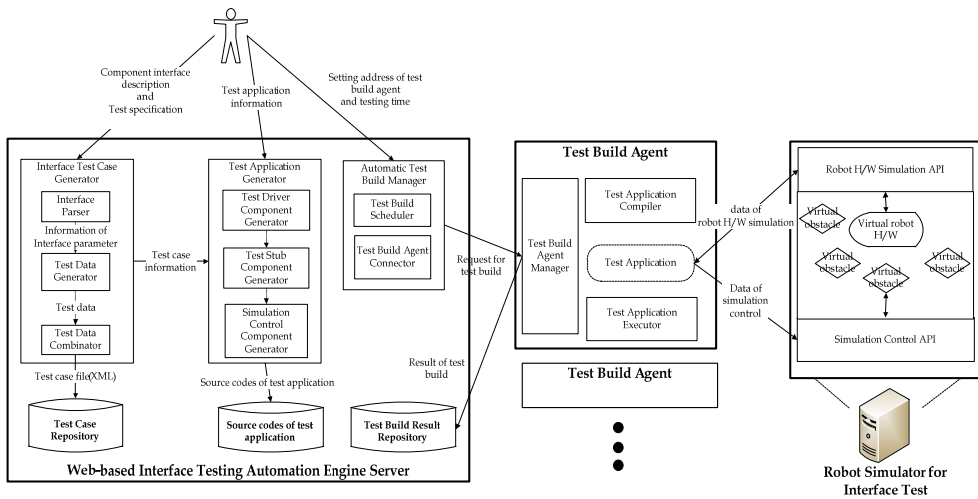 Component interface
description
and
Test specification
Test application
information
Setting address of test
build agent
and testing time
Interface Test Case
Generator
Interface
Parser
Information of
Interface parameter
Test Data
Generator
Test data
Test Data
Combinator
Test case file(XML)
Test Case
Repository
Test case
information
Test Application
Generator
Test Driver
Component
Generator
Test Stub
Component
Generator
Simulation
Control
Component
Generator
Source codes of test application
Source codes of test
application
Automatic Test
Build Manager
Test Build
Scheduler
Test Build Agent
Connector
Request for
test build
Result of test
build
Test Build Result
Repository
Web-based Interface Testing Automation Engine Server
Test Build Agent
Test Build
Agent
Manager
Test Application
Compiler
Test Application
Test Application
Executor
Test Build Agent
data of
robot H/W simulation
Data of
simulation
control
Robot H/W Simulation API
Virtual
obstacle
Virtual robot
H/W
Virtual
obstacle
Virtual
obstacle
Virtual
obstacle
Simulation Control API
Robot Simulator for
Interface Test